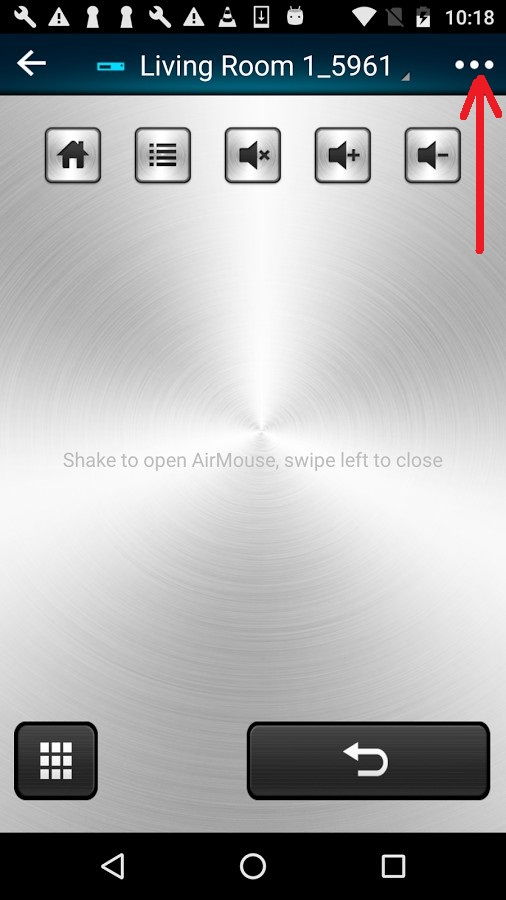 10:18
Living Room 1_5961
Shake to open AirMouse, swipe left to close